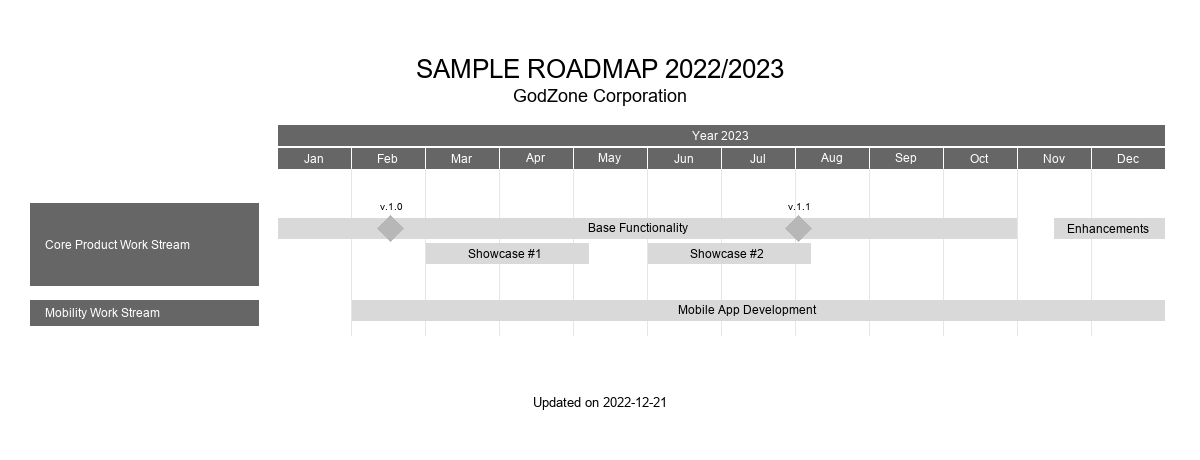 SAMPLE ROADMAP 2022/2023
GodZone Corporation
Year 2023
Jan Feb Mar Apr May Jun Jul Aug Sep Oct Nov Dec
v.1.0 v.1.1
Base Functionality Enhancements
Core Product Work Stream
Showcase #1 Showcase #2
Mobility Work Stream Mobile App Development
Updated on 2022-12-21